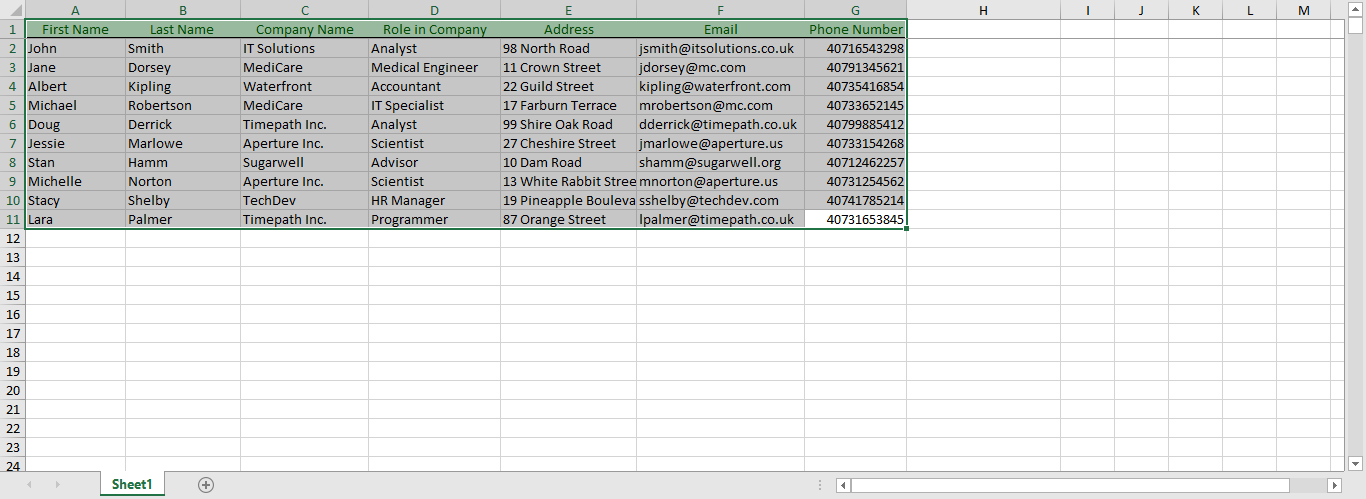 A B C D E F G H I J K L M
1 First Name Last Name Company Name Role in Company Address Email Phone Number
2 John Smith IT Solutions Analyst 98 North Road jsmith@itsolutions.co.uk 40716543298
3 Jane Dorsey MediCare Medical Engineer 11 Crown Street jdorsey@mc.com 40791345621
4 Albert Kipling Waterfront Accountant 22 Guild Street kipling@waterfront.com 40735416854
5 Michael Robertson MediCare IT Specialist 17 Farburn Terrace mrobertson@mc.com 40733652145
6 Doug Derrick Timepath Inc. Analyst 99 Shire Oak Road dderrick@timepath.co.uk 40799885412
7 Jessie Marlowe Aperture Inc. Scientist 27 Cheshire Street jmarlowe@aperture.us 40733154268
8 Stan Hamm Sugarwell Advisor 10 Dam Road shamm@sugarwell.org 40712462257
9 Michelle Norton Aperture Inc. Scientist 13 White Rabbit Stree mnorton@aperture.us 40731254562
10 Stacy Shelby TechDev HR Manager 19 Pineapple Bouleva sshelby@techdev.com 40741785214
11 Lara Palmer Timepath Inc. Programmer 87 Orange Street lpalmer@timepath.co.uk 40731653845
12
13
14
15
16
17
18
19
20
21
22
23
24
Sheet1